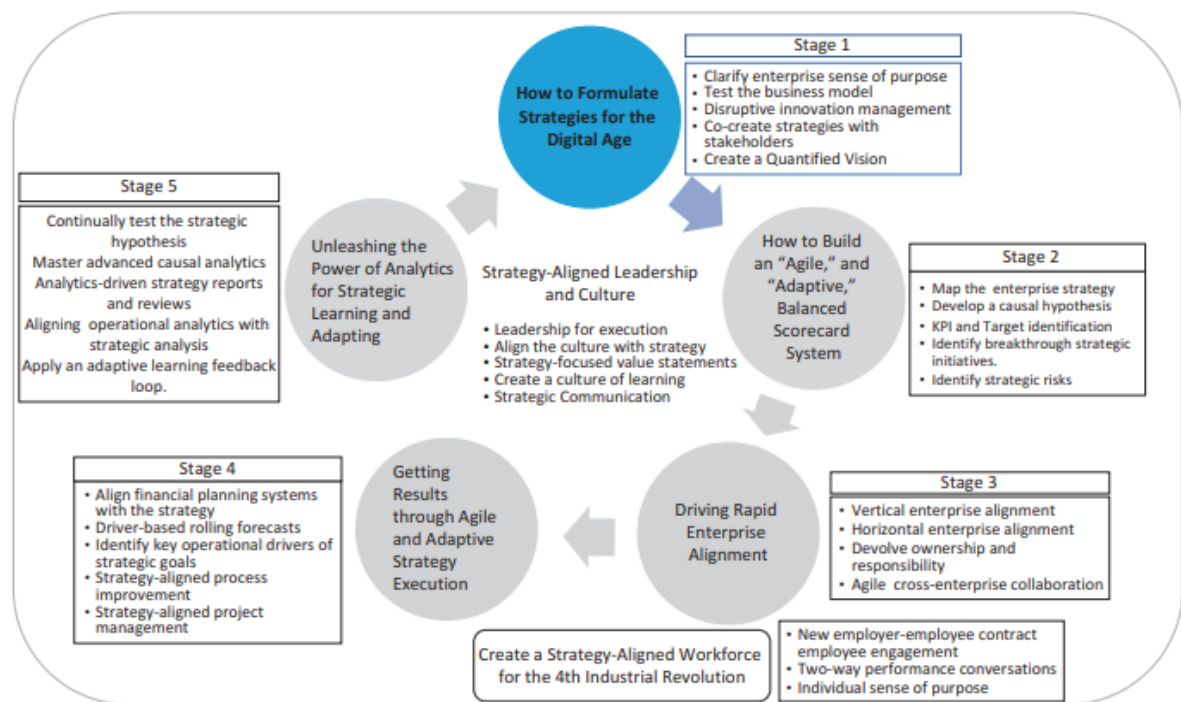 How to Formulate
Strategies for the
Digital Age
Stage 1
• Clarify enterprise sense of purpose
• Test the business model
• Disruptive innovation management
• Co-create strategies with
stakeholders
• Create a Quantified Vision
How to Build
an “Agile,” and
“Adaptive,”
Balanced
Scorecard
System
Stage 2
• Map the enterprise strategy
• Develop a causal hypothesis
• KPI and Target identification
• Identify breakthrough strategic
initiatives.
• Identify strategic risks
Driving Rapid
Enterprise
Alignment
Stage 3
• Vertical enterprise alignment
• Horizontal enterprise alignment
• Devolve ownership and
responsibility
• Agile cross-enterprise collaboration
Create a Strategy-Aligned Workforce
for the 4th Industrial Revolution
• New employer-employee contract
employee engagement
• Two-way performance conversations
• Individual sense of purpose
Getting
Results
through Agile
and Adaptive
Strategy
Execution
Stage 4
• Align financial planning systems
with the strategy
• Driver-based rolling forecasts
• Identify key operational drivers of
strategic goals
• Strategy-aligned process
improvement
• Strategy-aligned project
management
Unleashing the
Power of Analytics
for Strategic
Learning and
Adapting
Stage 5
Continually test the strategic
hypothesis
Master advanced causal analytics
Analytics-driven strategy reports
and reviews
Aligning operational analytics with
strategic analysis
Apply an adaptive learning feedback
loop.
Strategy-Aligned Leadership
and Culture
• Leadership for execution
• Align the culture with strategy
• Strategy-focused value statements
• Create a culture of learning
• Strategic Communication